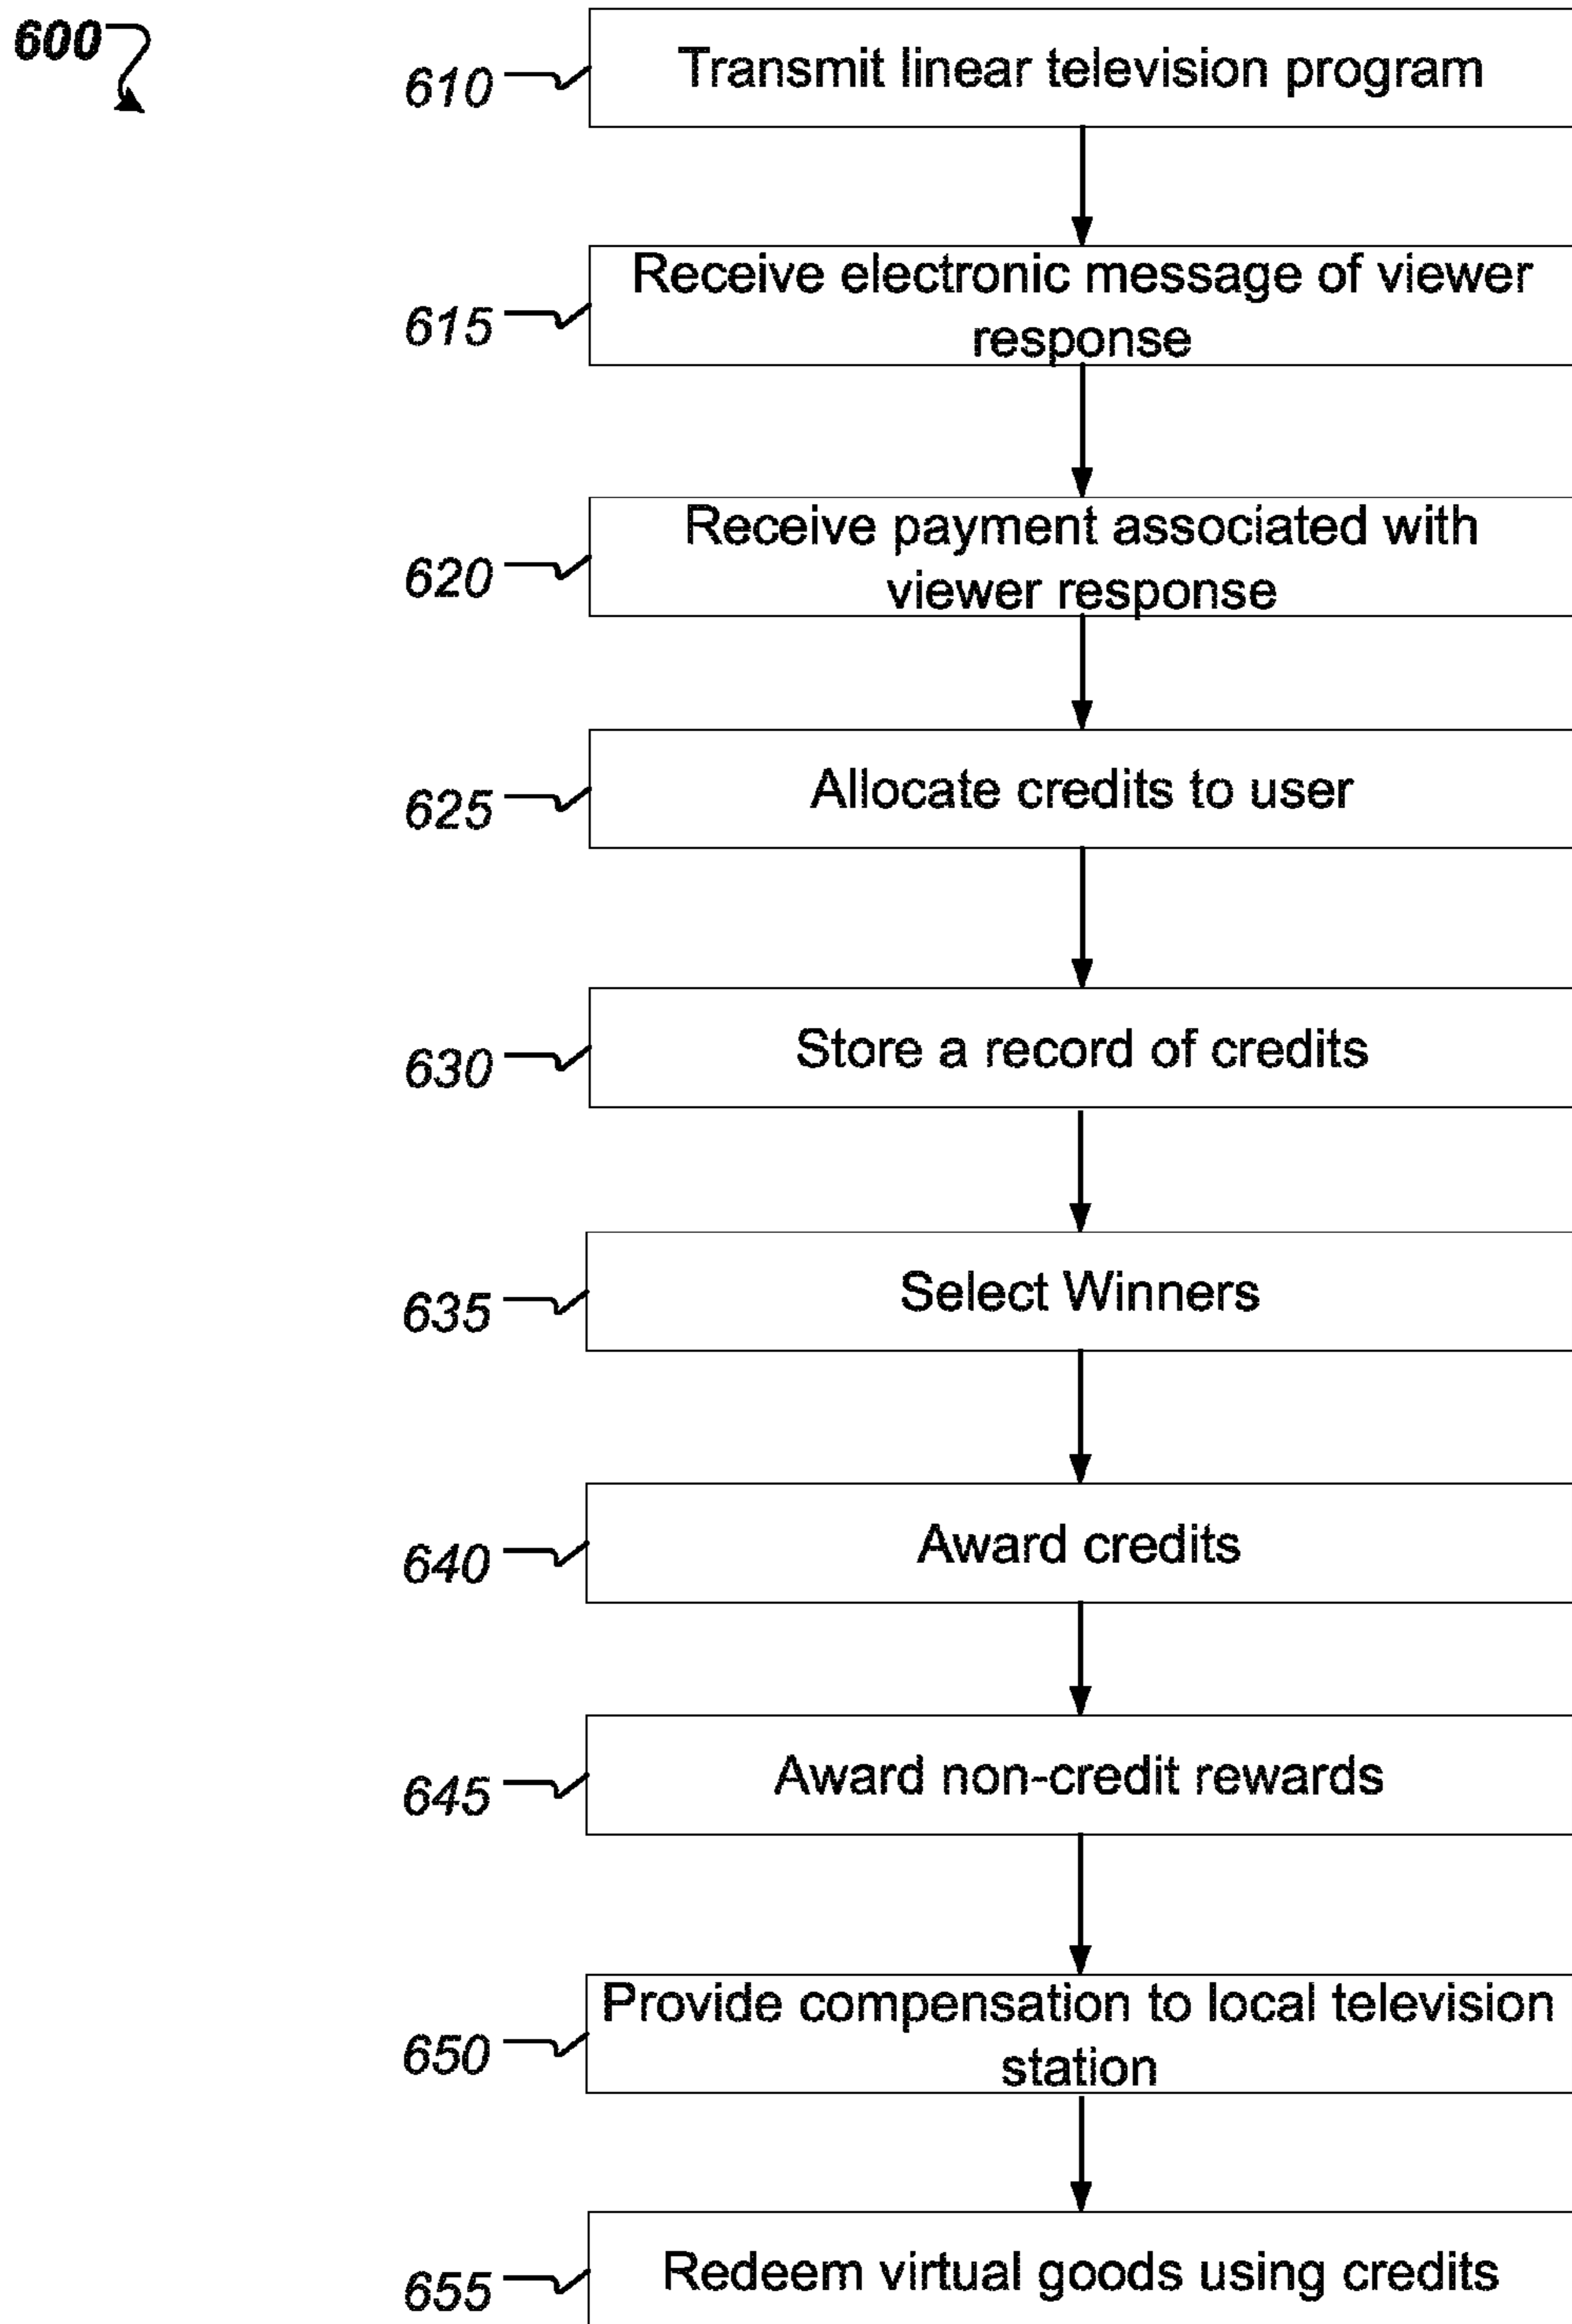 600
610
Transmit linear television program
615
Receive electronic message of viewer
response
620
Receive payment associated with
viewer response
625
Allocate credits to user
630
Store a record of credits
635
Select Winners
640
Award credits
645
Award non-credit rewards
650
Provide compensation to local television
station
655
Redeem virtual goods using credits